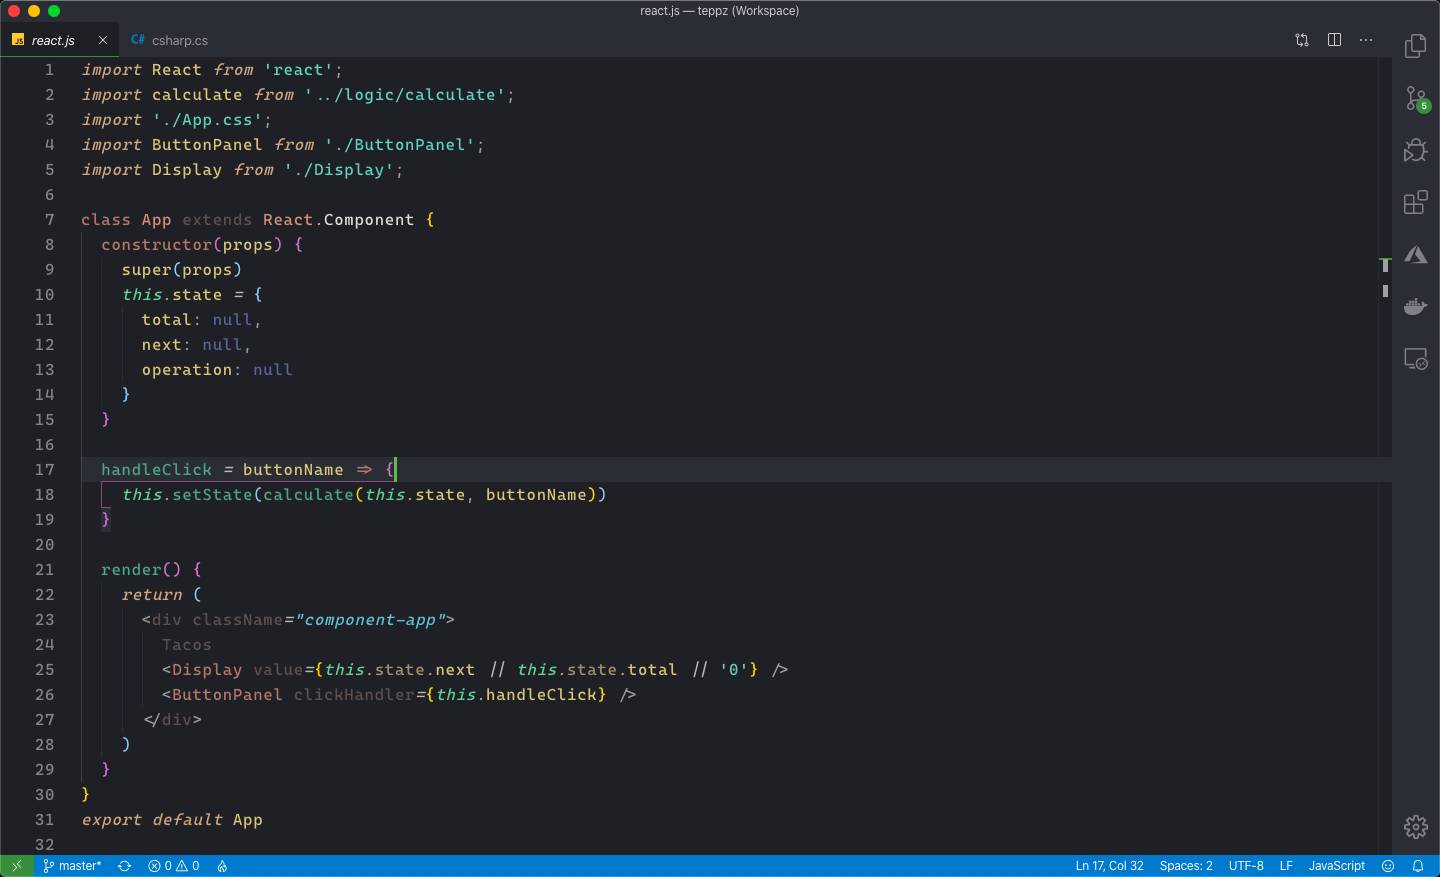 react.js — teppz (Workspace)
JS react.js × C# csharp.cs ···
1 import React from 'react';
2 import calculate from '../logic/calculate';
3 import './App.css';
4 import ButtonPanel from './ButtonPanel';
5 import Display from './Display';
6
7 class App extends React.Component {
8 constructor(props) {
9 super(props)
10 this.state = {
11 total: null,
12 next: null,
13 operation: null
14 }
15 }
16
17 handleClick = buttonName => {
18 this.setState(calculate(this.state, buttonName))
19 }
20
21 render() {
22 return (
23 <div className="component-app">
24 Tacos
25 <Display value={this.state.next || this.state.total || '0'} />
26 <ButtonPanel clickHandler={this.handleClick} />
27 </div>
28 )
29 }
30 }
31 export default App
32
5
master* 0 0 Ln 17, Col 32 Spaces: 2 UTF-8 LF JavaScript